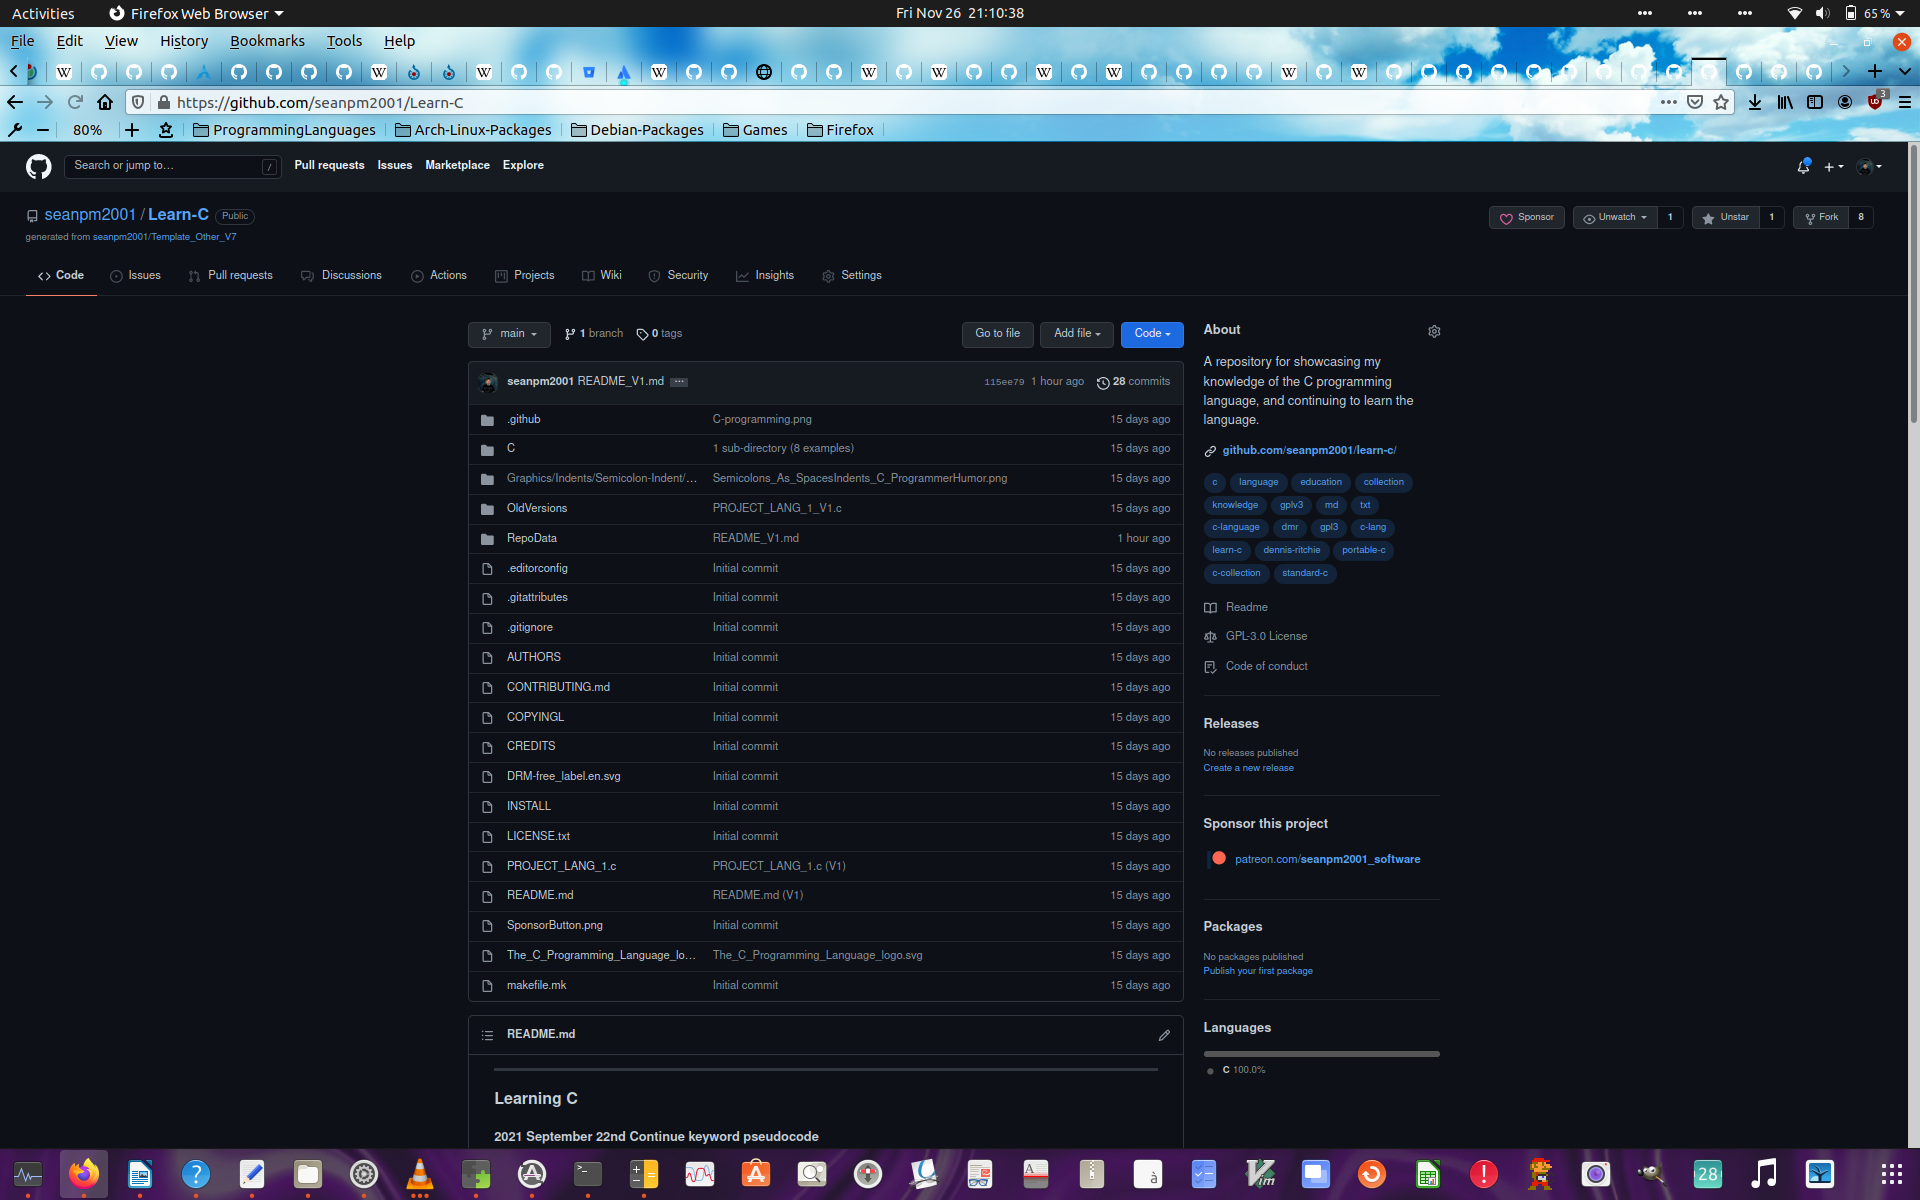 Activities Firefox Web Browser Fri Nov 26 21:10:38 65 %
File Edit View History Bookmarks Tools Help
https://github.com/seanpm2001/Learn-C 3
80% ProgrammingLanguages Arch-Linux-Packages Debian-Packages Games Firefox
Search or jump to… / Pull requests Issues Marketplace Explore
seanpm2001 / Learn-C Public Sponsor Unwatch 1 Unstar 1 Fork 8
generated from seanpm2001/Template_Other_V7
Code Issues Pull requests Discussions Actions Projects Wiki Security Insights Settings
main 1 branch 0 tags Go to file Add file Code
seanpm2001 README_V1.md ... 115ee79 1 hour ago 28 commits
.github C-programming.png 15 days ago
C 1 sub-directory (8 examples) 15 days ago
Graphics/Indents/Semicolon-Indent/… Semicolons_As_SpacesIndents_C_ProgrammerHumor.png 15 days ago
OldVersions PROJECT_LANG_1_V1.c 15 days ago
RepoData README_V1.md 1 hour ago
.editorconfig Initial commit 15 days ago
.gitattributes Initial commit 15 days ago
.gitignore Initial commit 15 days ago
AUTHORS Initial commit 15 days ago
CONTRIBUTING.md Initial commit 15 days ago
COPYINGL Initial commit 15 days ago
CREDITS Initial commit 15 days ago
DRM-free_label.en.svg Initial commit 15 days ago
INSTALL Initial commit 15 days ago
LICENSE.txt Initial commit 15 days ago
PROJECT_LANG_1.c PROJECT_LANG_1.c (V1) 15 days ago
README.md README.md (V1) 15 days ago
SponsorButton.png Initial commit 15 days ago
The_C_Programming_Language_lo… The_C_Programming_Language_logo.svg 15 days ago
makefile.mk Initial commit 15 days ago
README.md
Learning C
2021 September 22nd Continue keyword pseudocode
About
A repository for showcasing my
knowledge of the C programming
language, and continuing to learn the
language.
github.com/seanpm2001/learn-c/
c language education collection
knowledge gplv3 md txt
c-language dmr gpl3 c-lang
learn-c dennis-ritchie portable-c
c-collection standard-c
Readme
GPL-3.0 License
Code of conduct
Releases
No releases published
Create a new release
Sponsor this project
patreon.com/seanpm2001_software
Packages
No packages published
Publish your first package
Languages
C 100.0%
28